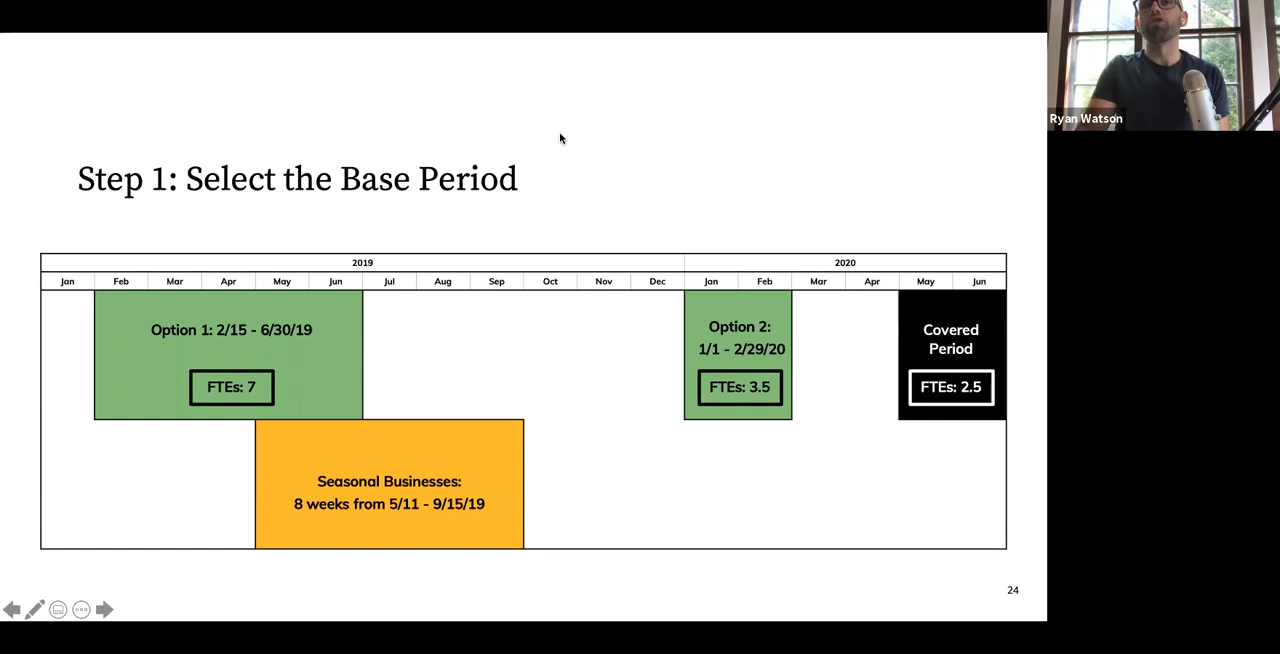 Ryan Watson
Step 1: Select the Base Period
2019 2020
Jan Feb Mar Apr May Jun Jul Aug Sep Oct Nov Dec Jan Feb Mar Apr May Jun
Option 1: 2/15 - 6/30/19
FTEs: 7
Option 2:
1/1 - 2/29/20
FTEs: 3.5
Covered
Period
FTEs: 2.5
Seasonal Businesses:
8 weeks from 5/11 - 9/15/19
24